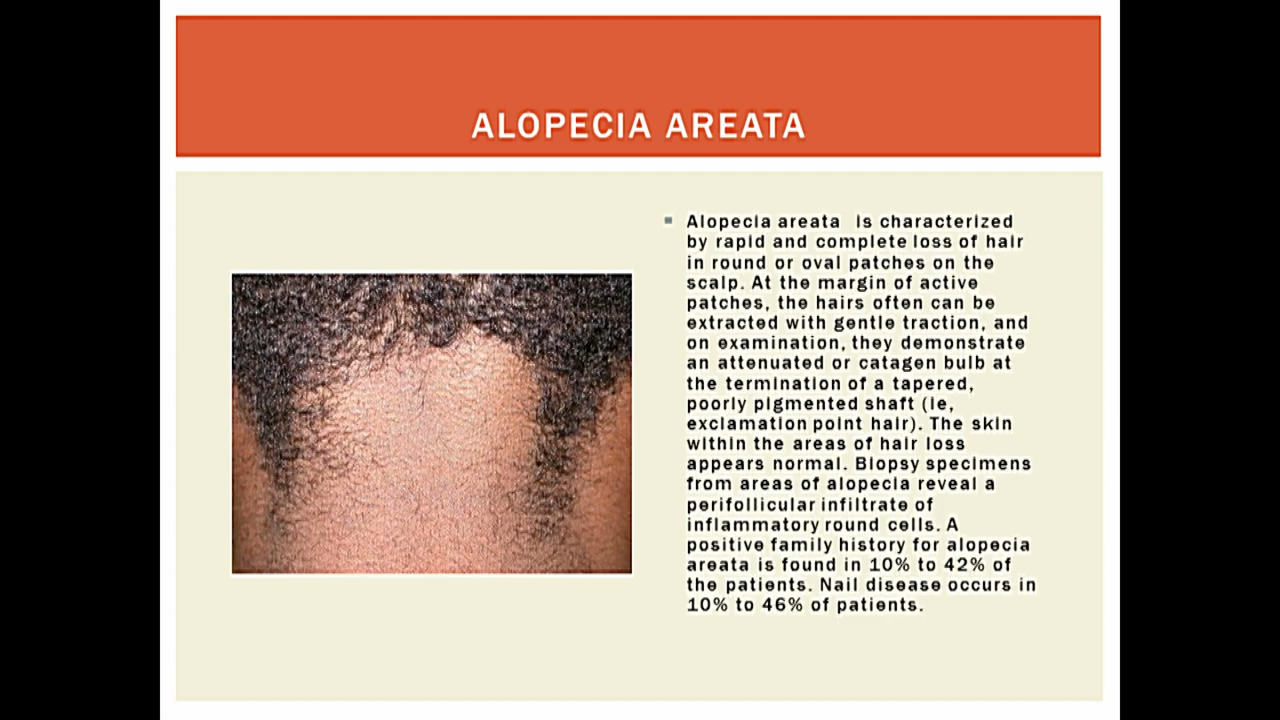 ALOPECIA AREATA
Alopecia areata is characterized
by rapid and complete loss of hair
in round or oval patches on the
scalp. At the margin of active
patches, the hairs often can be
extracted with gentle traction, and
on examination, they demonstrate
an attenuated or catagen bulb at
the termination of a tapered,
poorly pigmented shaft (ie,
exclamation point hair). The skin
within the areas of hair loss
appears normal. Biopsy specimens
from areas of alopecia reveal a
perifollicular infiltrate of
inflammatory round cells. A
positive family history for alopecia
areata is found in 10% to 42% of
the patients. Nail disease occurs in
10% to 46% of patients.